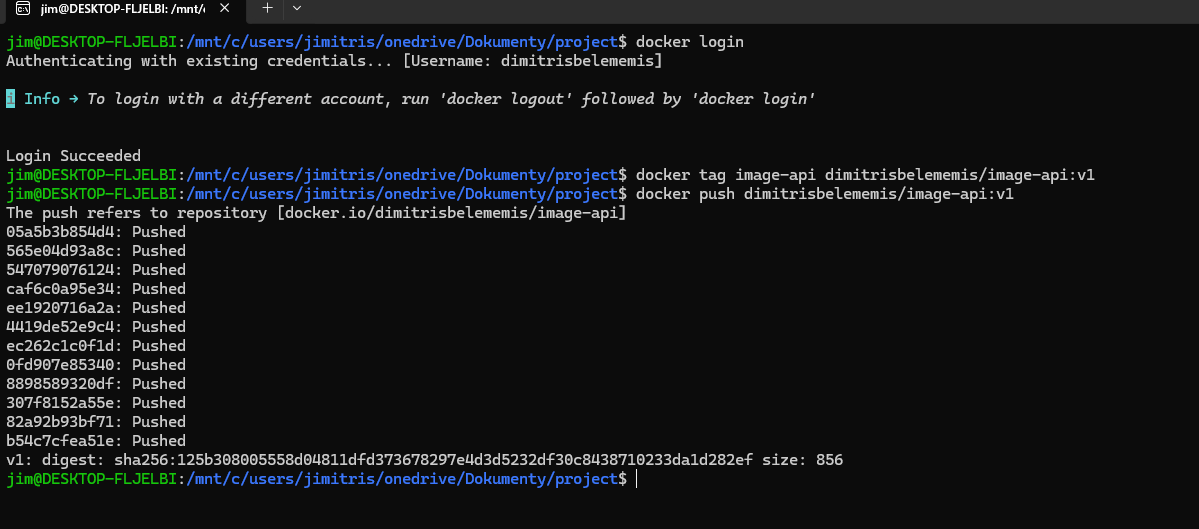 jim@DESKTOP-FLJELBI: /mnt/c
jim@DESKTOP-FLJELBI:/mnt/c/users/jimitris/onedrive/Dokumenty/project$ docker login
Authenticating with existing credentials... [Username: dimitrisbelememis]
i Info → To login with a different account, run 'docker logout' followed by 'docker login'
Login Succeeded
jim@DESKTOP-FLJELBI:/mnt/c/users/jimitris/onedrive/Dokumenty/project$ docker tag image-api dimitrisbelememis/image-api:v1
jim@DESKTOP-FLJELBI:/mnt/c/users/jimitris/onedrive/Dokumenty/project$ docker push dimitrisbelememis/image-api:v1
The push refers to repository [docker.io/dimitrisbelememis/image-api]
05a5b3b854d4: Pushed
565e04d93a8c: Pushed
547079076124: Pushed
caf6c0a95e34: Pushed
ee1920716a2a: Pushed
4419de52e9c4: Pushed
ec262c1c0f1d: Pushed
0fd907e85340: Pushed
8898589320df: Pushed
307f8152a55e: Pushed
82a92b93bf71: Pushed
b54c7cfea51e: Pushed
v1: digest: sha256:125b308005558d04811dfd373678297e4d3d5232df30c8438710233da1d282ef size: 856
jim@DESKTOP-FLJELBI:/mnt/c/users/jimitris/onedrive/Dokumenty/project$